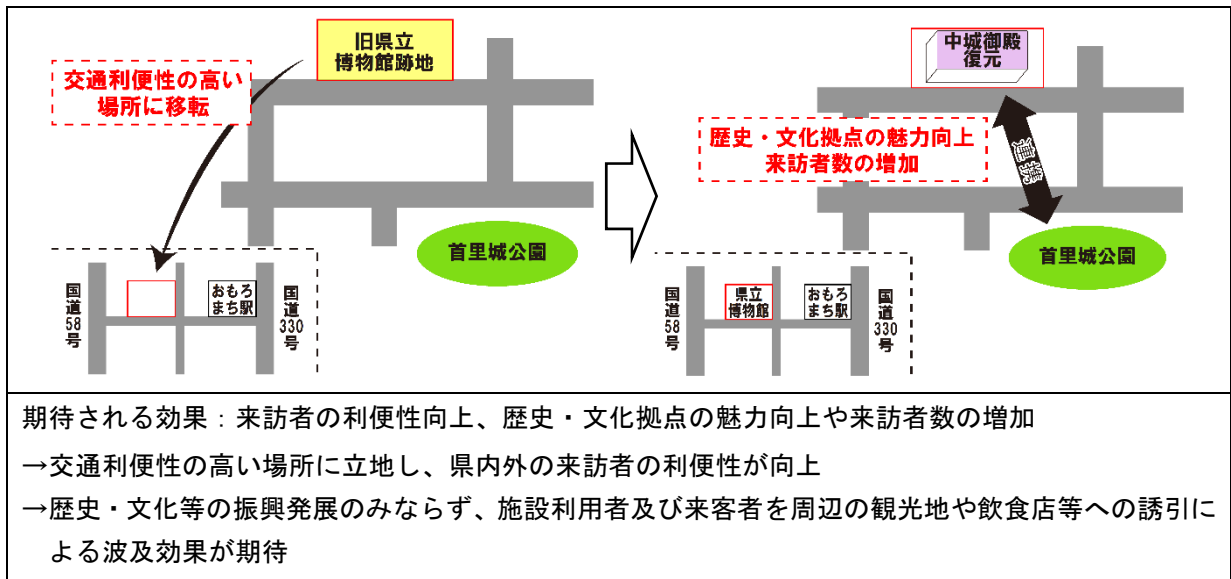 旧県立
博物館跡地
交通利便性の高い
場所に移転
首里城公園
国道58号
おもろ
まち駅
国道330号
中城御殿
復元
歴史・文化拠点の魅力向上
来訪者数の増加
連携
首里城公園
国道58号
県立
博物館
おもろ
まち駅
国道330号
期待される効果：来訪者の利便性向上、歴史・文化拠点の魅力向上や来訪者数の増加
→交通利便性の高い場所に立地し、県内外の来訪者の利便性が向上
→歴史・文化等の振興発展のみならず、施設利用者及び来客者を周辺の観光地や飲食店等への誘引に
よる波及効果が期待